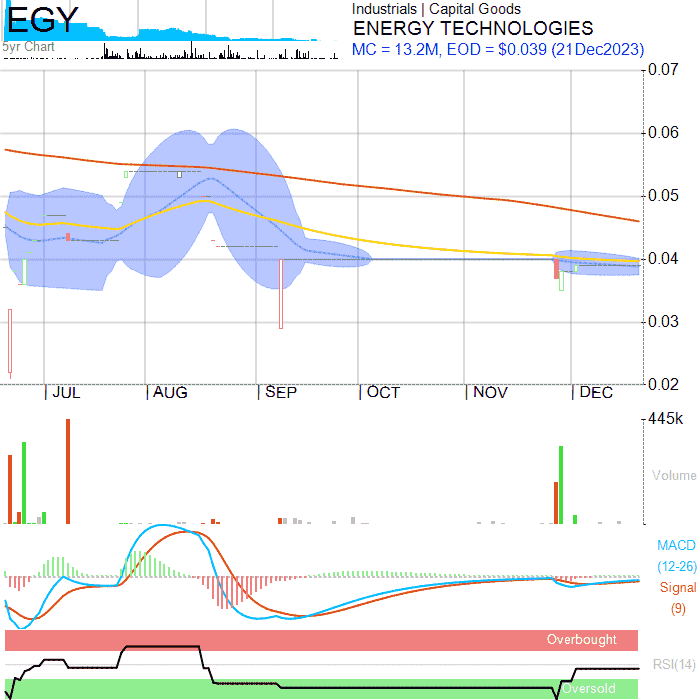 EGY
Industrials | Capital Goods
ENERGY TECHNOLOGIES
5yr Chart
MC = 13.2M, EOD = $0.039 (21Dec2023)
0.07
0.06
0.05
0.04
0.03
0.02
JUL AUG SEP OCT NOV DEC
445k
Volume
MACD
(12-26)
Signal
(9)
Overbought
RSI(14)
Oversold